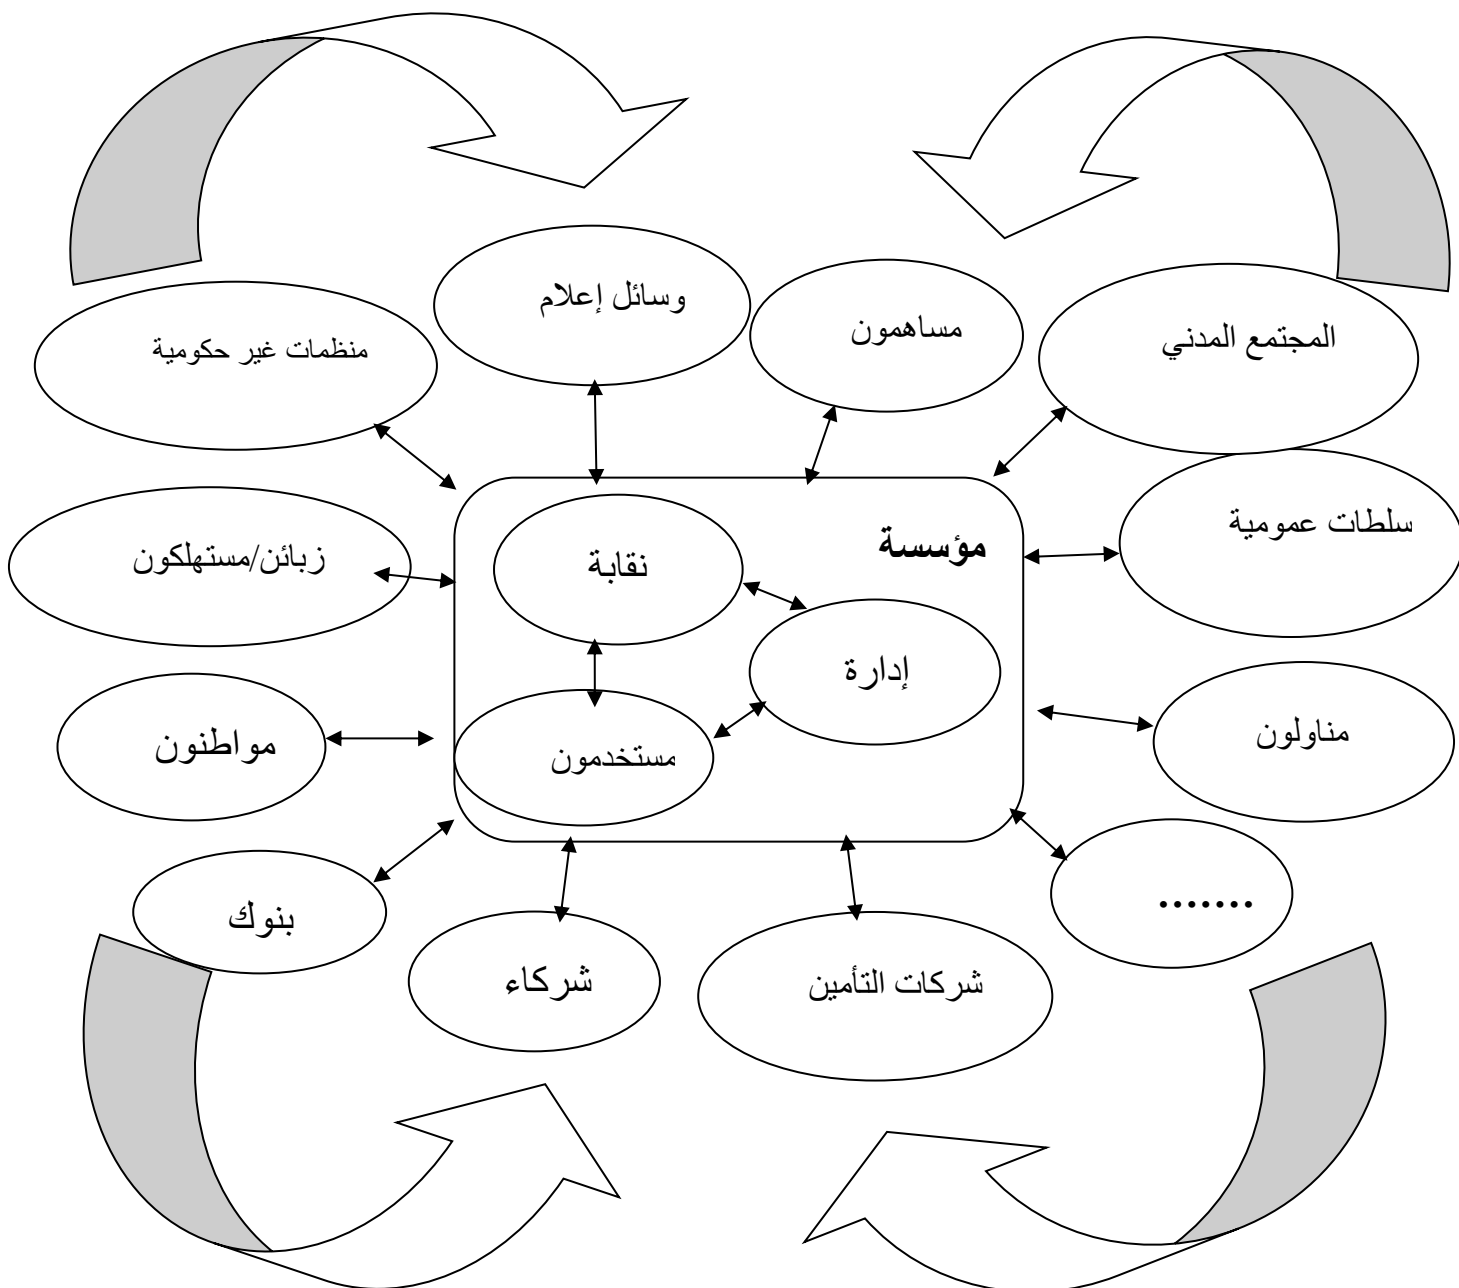 وسائل إعلام
مساهمون
المجتمع المدني
منظمات غير حكومية
سلطات عمومية
مؤسسة
نقابة
زبائن/مستهلكون
إدارة
مناولون
مستخدمون
مواطنون
.......
بنوك
شركات التأمين
شركاء